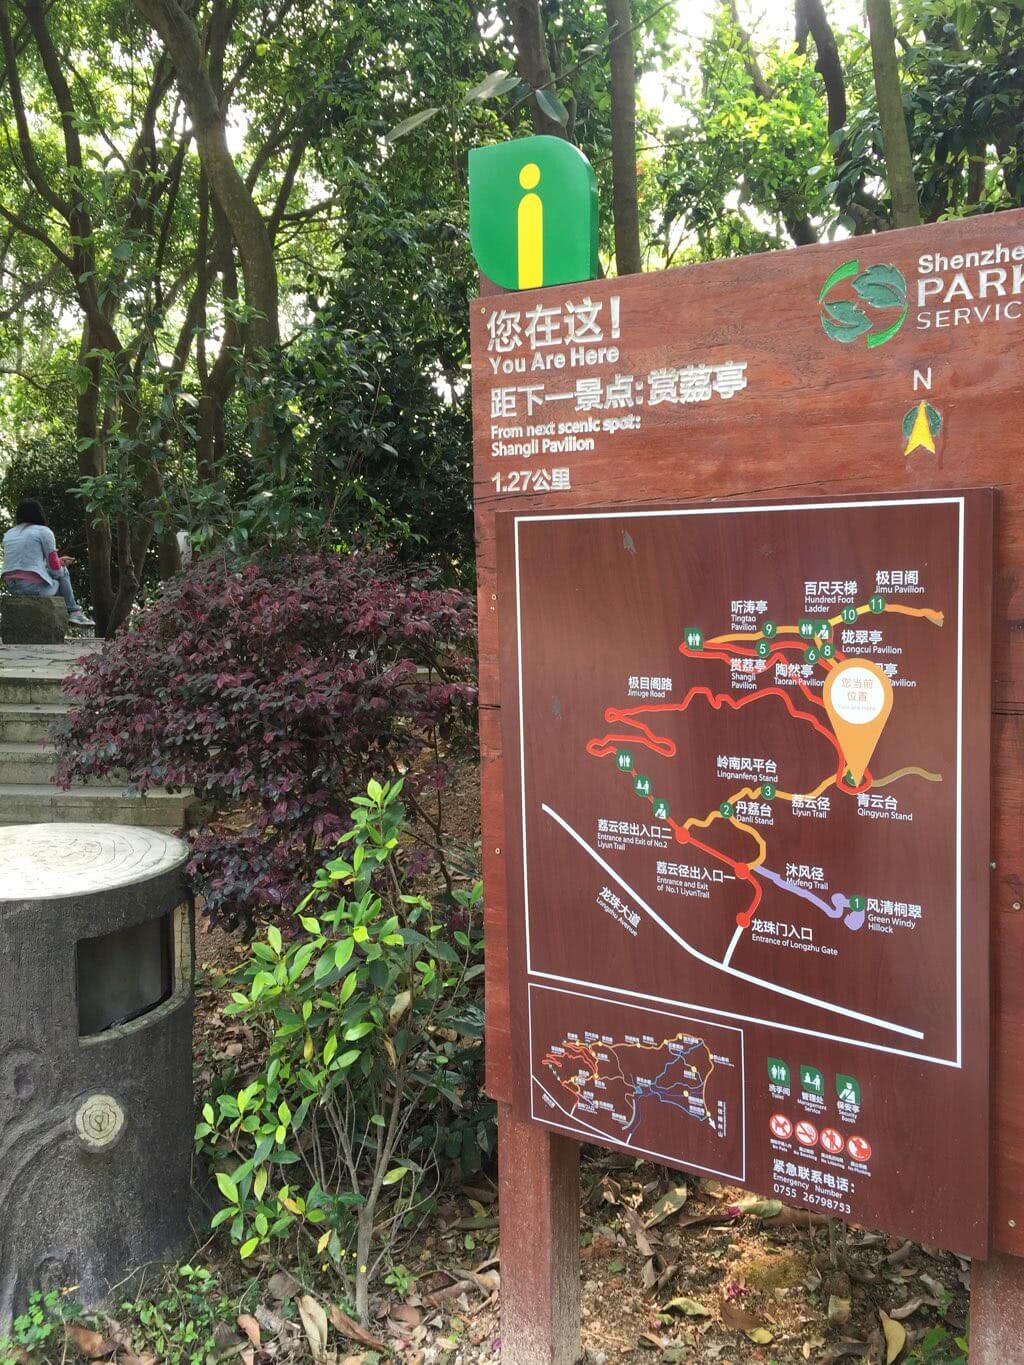 您在这!
You Are Here
距下一景点:赏荔亭
From next scenic spot:
Shangli Pavilion
1.27公里
Shenzhe
PARK
SERVIC
N
极目阁
Jimu Pavilion
11
百尺天梯
Hundred Foot
Ladder
10
听涛亭
Tingtao
Pavilion
9
栊翠亭
Longcui Pavilion
8
6
5
赏荔亭
Shangli
Pavilion
陶然亭
Taoran Pavilion
亭
Pavilion
您当前
位置
You are here
极目阁路
Jimuge Road
岭南风平台
Lingnanfeng Stand
3
荔云径
Liyun Trail
青云台
Qingyun Stand
2
丹荔台
Danli Stand
荔云径出入口二
Entrance and Exit of No.2
Liyun Trail
荔云径出入口一
Entrance and Exit
of No.1 LiyunTrail
沐风径
Mufeng Trail
1
风清桐翠
Green Windy
Hillock
龙珠大道
Longzhu Avenue
龙珠门入口
Entrance of Longzhu Gate
洗手间
Toilet
管理处
Management
Service
保安亭
Security
Booth
No Pets
No Smoking
No Littering
紧急联系电话:
Emergency Number
0755 26798753